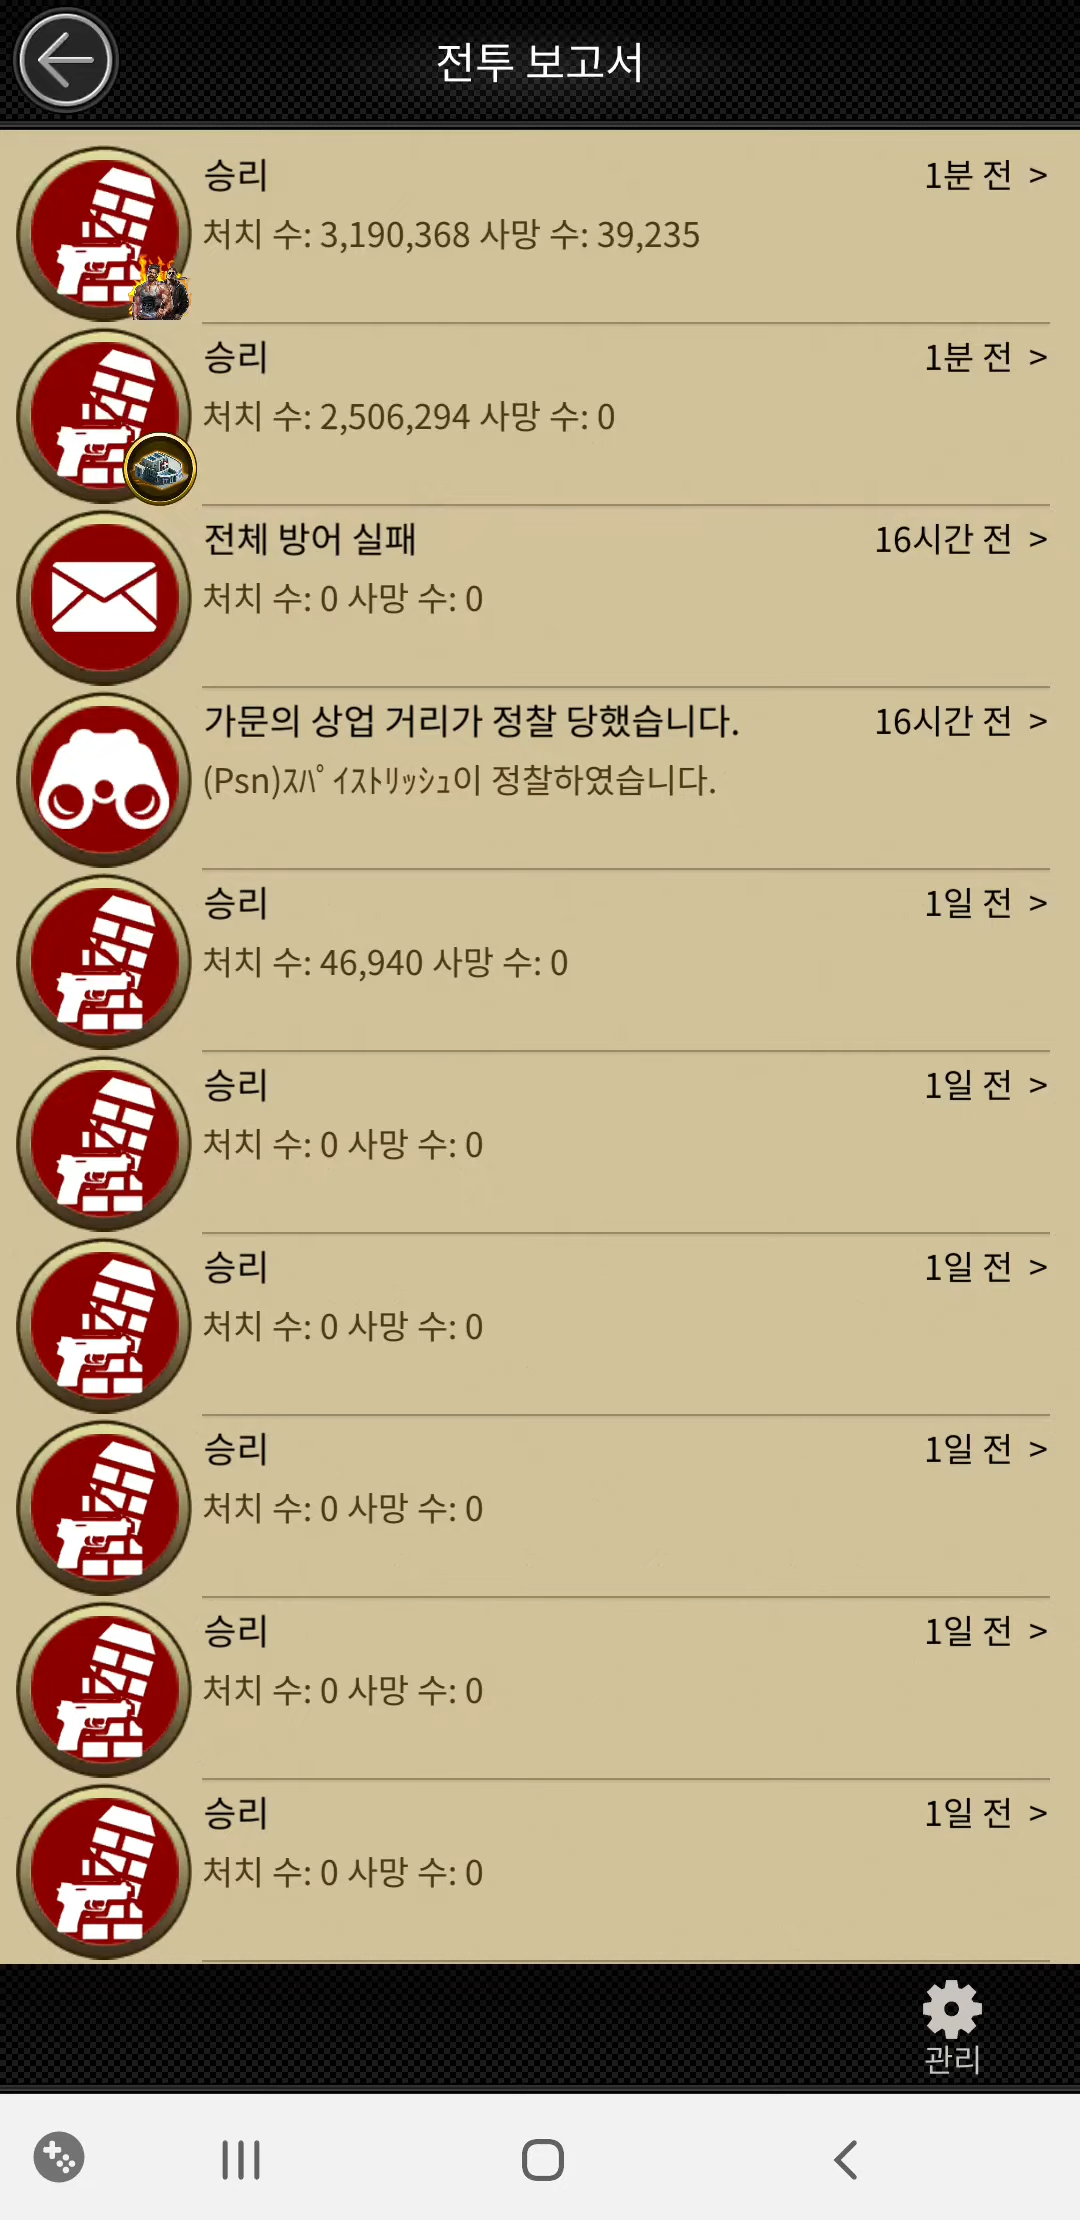 전투 보고서
승리 1분 전 >
처치 수: 3,190,368 사망 수: 39,235
승리 1분 전 >
처치 수: 2,506,294 사망 수: 0
전체 방어 실패 16시간 전 >
처치 수: 0 사망 수: 0
가문의 상업 거리가 정찰 당했습니다. 16시간 전 >
(Psn)ｽﾊﾟｲｽﾄﾘｯｼｭ이 정찰하였습니다.
승리 1일 전 >
처치 수: 46,940 사망 수: 0
승리 1일 전 >
처치 수: 0 사망 수: 0
승리 1일 전 >
처치 수: 0 사망 수: 0
승리 1일 전 >
처치 수: 0 사망 수: 0
승리 1일 전 >
처치 수: 0 사망 수: 0
승리 1일 전 >
처치 수: 0 사망 수: 0
관리